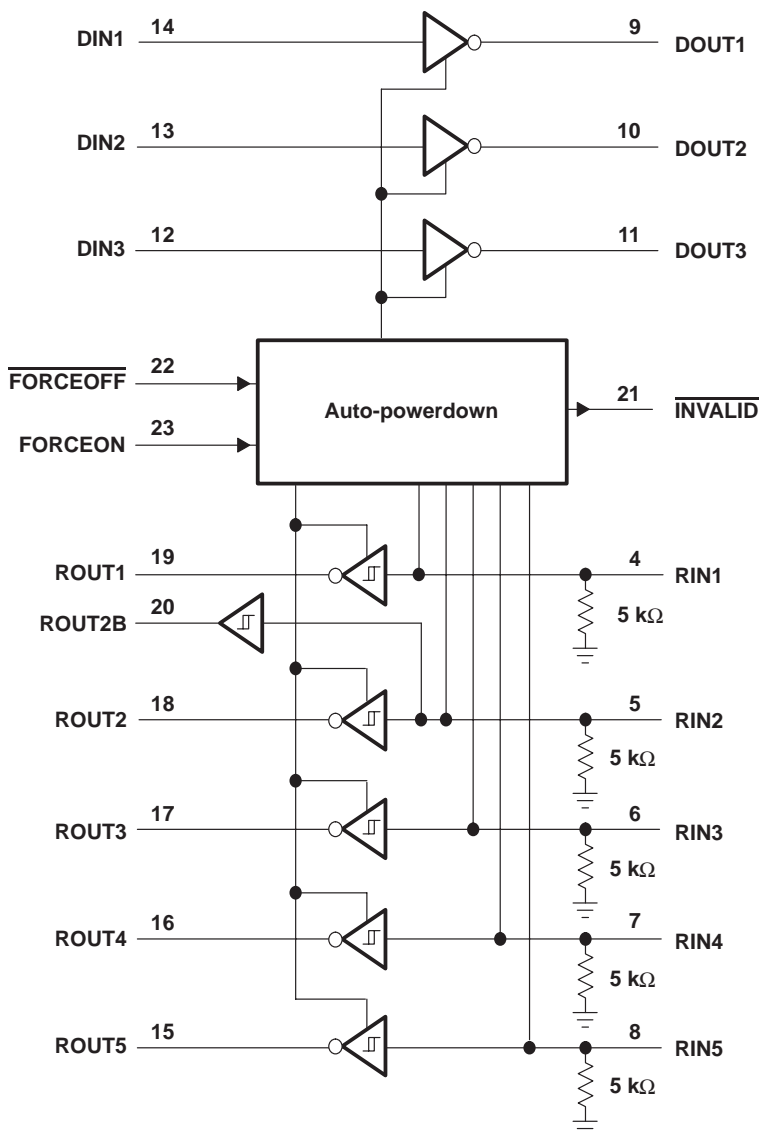 DIN1 14 9 DOUT1
DIN2 13 10 DOUT2
DIN3 12 11 DOUT3
FORCEOFF 22
Auto-powerdown 21 INVALID
FORCEON 23
ROUT1 19 4 RIN1
5 kΩ
ROUT2B 20
ROUT2 18 5 RIN2
5 kΩ
ROUT3 17 6 RIN3
5 kΩ
ROUT4 16 7 RIN4
5 kΩ
ROUT5 15 8 RIN5
5 kΩ